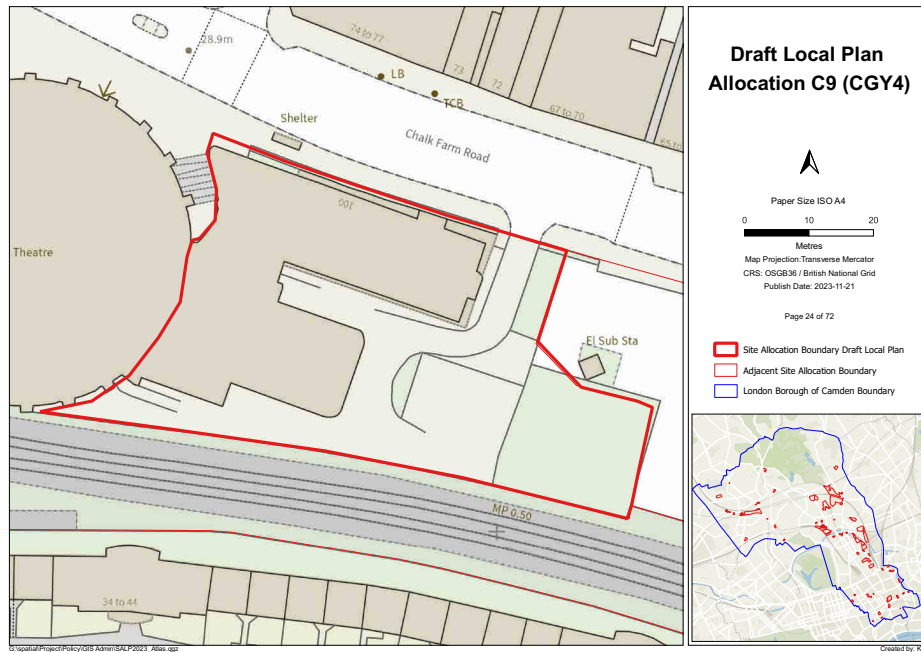 74 to 77
28.9m
LB
TCB
73
72
67 to 70
Shelter
Chalk Farm Road
100
Theatre
El Sub Sta
MP 0.50
34 to 44
G:\spatial\Project\Policy\GIS Admin\SALP2023_Atlas.qgz
Draft Local Plan
Allocation C9 (CGY4)
Paper Size ISO A4
0 10 20
Metres
Map Projection:Transverse Mercator
CRS: OSGB36 / British National Grid
Publish Date: 2023-11-21
Page 24 of 72
Site Allocation Boundary Draft Local Plan
Adjacent Site Allocation Boundary
London Borough of Camden Boundary
Created by: